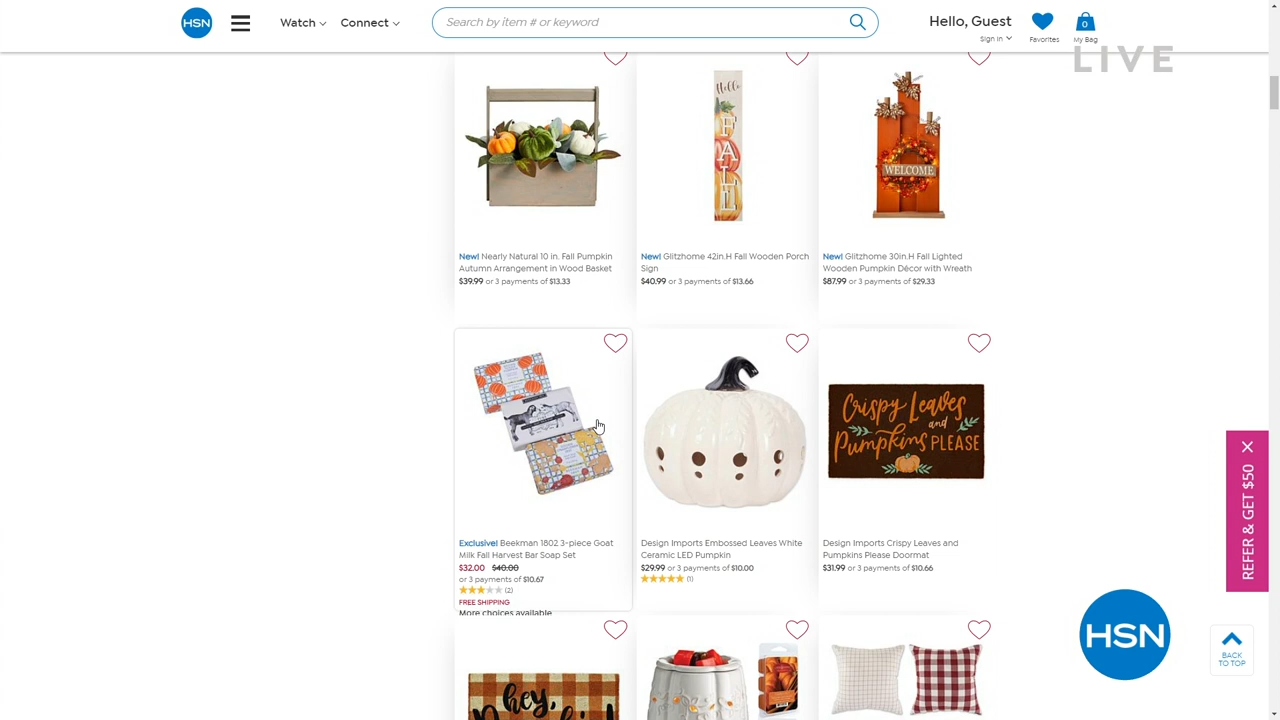 HSN
Watch
Connect
Search by item # or keyword
Hello, Guest
Sign In
Favorites
0
My Bag
LIVE
Hello
FALL
WELCOME
New! Nearly Natural 10 in. Fall Pumpkin
Autumn Arrangement in Wood Basket
$39.99 or 3 payments of $13.33
New! Glitzhome 42in.H Fall Wooden Porch
Sign
$40.99 or 3 payments of $13.66
New! Glitzhome 30in.H Fall Lighted
Wooden Pumpkin Décor with Wreath
$87.99 or 3 payments of $29.33
Crispy Leaves
and
Pumpkins PLEASE
Exclusive! Beekman 1802 3-piece Goat
Milk Fall Harvest Bar Soap Set
$32.00 $40.00
or 3 payments of $10.67
(2)
FREE SHIPPING
More choices available
Design Imports Embossed Leaves White
Ceramic LED Pumpkin
$29.99 or 3 payments of $10.00
(1)
Design Imports Crispy Leaves and
Pumpkins Please Doormat
$31.99 or 3 payments of $10.66
REFER & GET $50
HSN
BACK
TO TOP
hey,